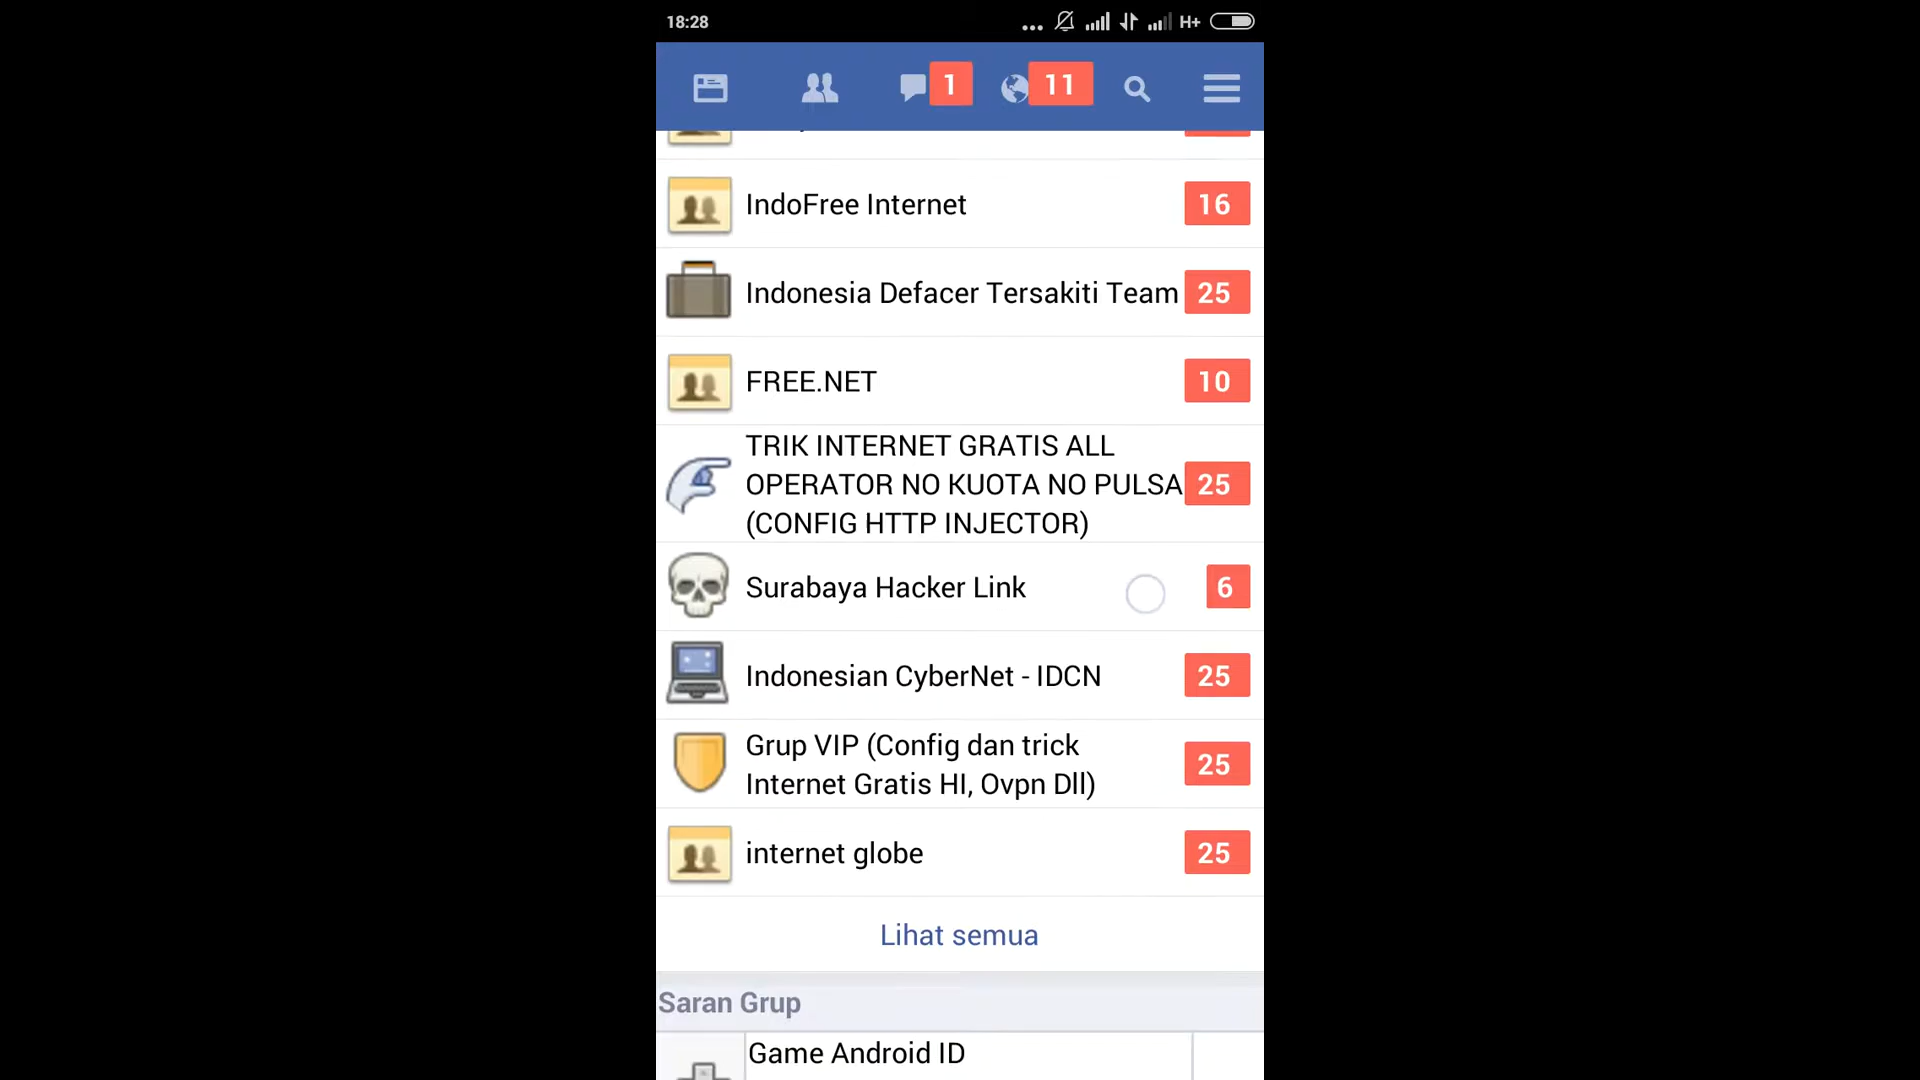 18:28
H+
1
11
IndoFree Internet
16
Indonesia Defacer Tersakiti Team
25
FREE.NET
10
TRIK INTERNET GRATIS ALL
OPERATOR NO KUOTA NO PULSA
(CONFIG HTTP INJECTOR)
25
Surabaya Hacker Link
6
Indonesian CyberNet - IDCN
25
Grup VIP (Config dan trick
Internet Gratis HI, Ovpn Dll)
25
internet globe
25
Lihat semua
Saran Grup
Game Android ID